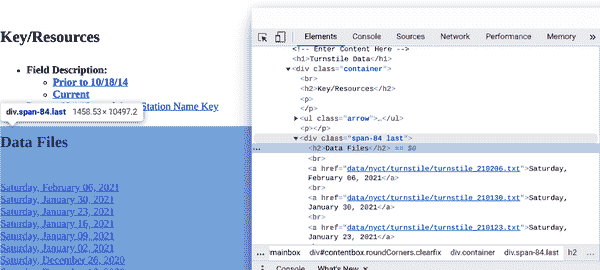 Key/Resources
Field Description:
Prior to 10/18/14
Current
Station Name Key
div.span-84.last 1458.53 × 10497.2
Data Files
Saturday, February 06, 2021
Saturday, January 30, 2021
Saturday, January 23, 2021
Saturday, January 16, 2021
Saturday, January 09, 2021
Saturday, January 02, 2021
Saturday, December 26, 2020
Elements Console Sources Network Performance Memory
<!-- Enter Content Here -->
<h1>Turnstile Data</h1>
<div class="container">
<br>
<h2>Key/Resources</h2>
<p>
</p>
<ul class="arrow">…</ul>
<p></p>
<div class="span-84 last">
<h2>Data Files</h2> == $0
<br>
<a href="data/nyct/turnstile/turnstile_210206.txt">Saturday,
February 06, 2021</a>
<br>
<a href="data/nyct/turnstile/turnstile_210130.txt">Saturday,
January 30, 2021</a>
<br>
<a href="data/nyct/turnstile/turnstile_210123.txt">Saturday,
January 23, 2021</a>
mainbox div#contentbox.roundCorners.clearfix div.container div.span-84.last h2
Console What's New ×